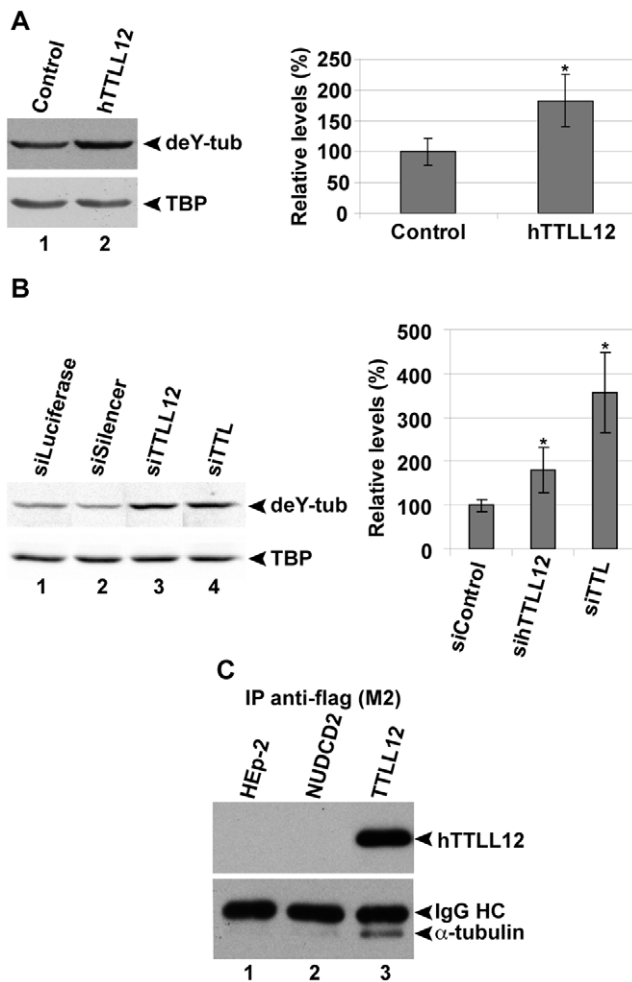 A
Control
hTTLL12
deY-tub
TBP
1 2
Relative levels (%)
250
200
150
100
50
0
*
Control hTTLL12
B
siLuciferase
siSilencer
siTTLL12
siTTL
deY-tub
TBP
1 2 3 4
Relative levels (%)
500
400
300
200
100
0
*
*
siControl
sihTTLL12
siTTL
C
IP anti-flag (M2)
HEp-2
NUDCD2
TTLL12
hTTLL12
IgG HC
α-tubulin
1 2 3